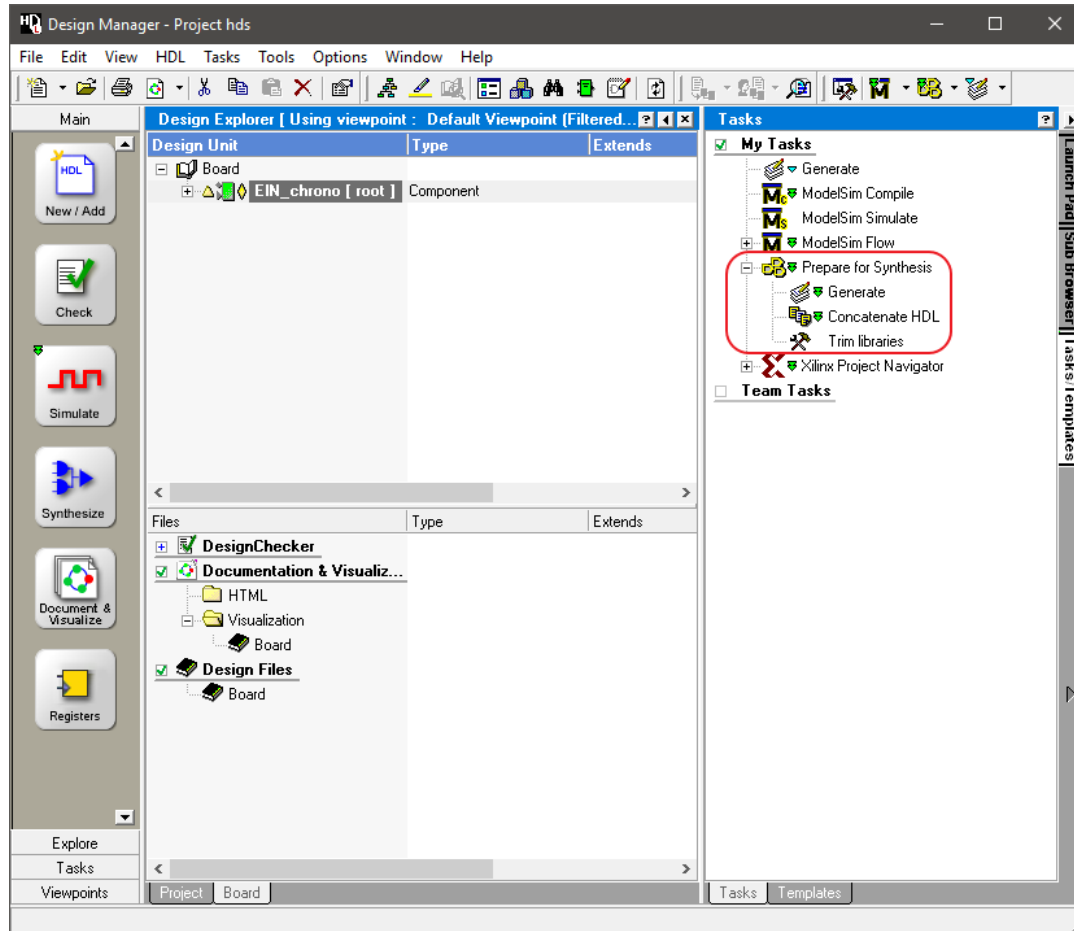 Design Manager - Project hds
File Edit View HDL Tasks Tools Options Window Help
Main
HDL
New / Add
Check
Simulate
Synthesize
Document & Visualize
Registers
Explore
Tasks
Viewpoints
Design Explorer [ Using viewpoint : Default Viewpoint (Filtered...
Design Unit Type Extends
Board
EIN_chrono [ root ] Component
Files Type Extends
DesignChecker
Documentation & Visualiz...
HTML
Visualization
Board
Design Files
Board
Project Board
Tasks
My Tasks
Generate
ModelSim Compile
ModelSim Simulate
ModelSim Flow
Prepare for Synthesis
Generate
Concatenate HDL
Trim libraries
Xilinx Project Navigator
Team Tasks
Tasks Templates
Launch Pad
Sub Browser
Tasks/Templates